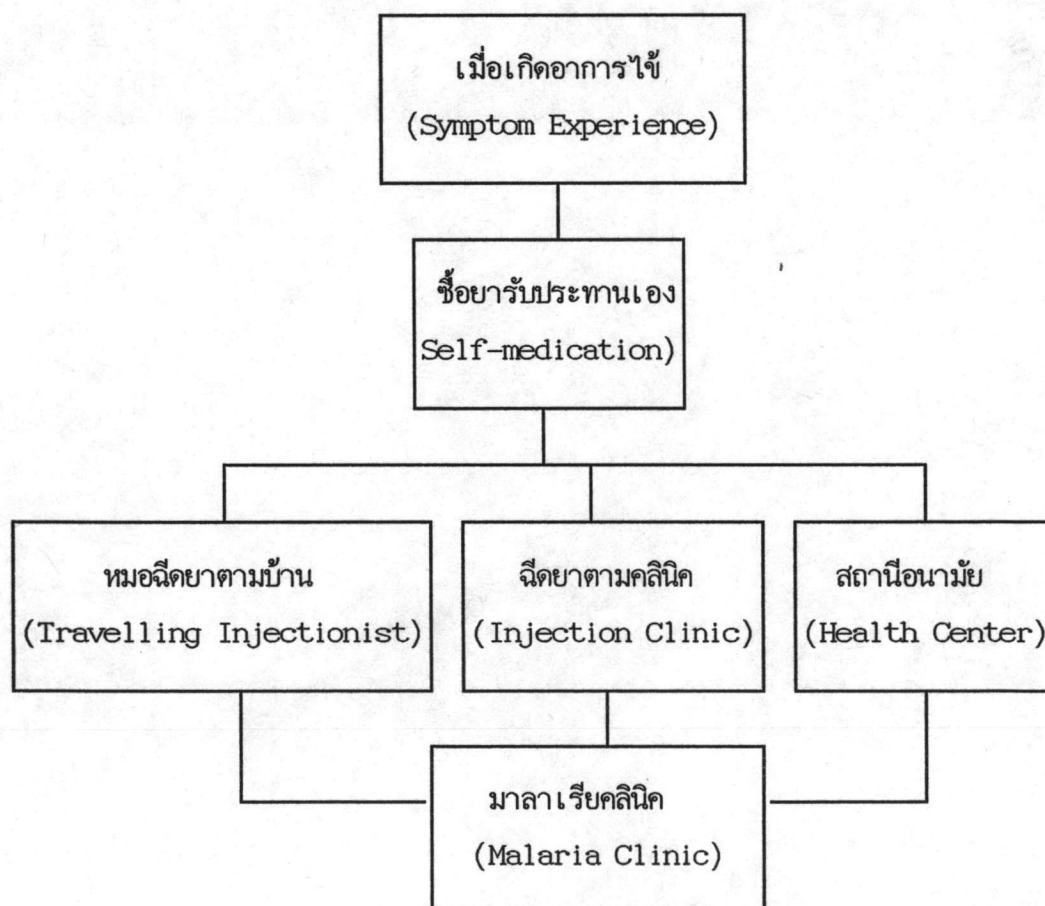 เมื่อเกิดอาการไข้
(Symptom Experience)
ซื้อยารับประทานเอง
Self-medication)
หมอฉีดยาตามบ้าน
(Travelling Injectionist)
ฉีดยาตามคลินิค
(Injection Clinic)
สถานีอนามัย
(Health Center)
มาลาเรียคลินิค
(Malaria Clinic)